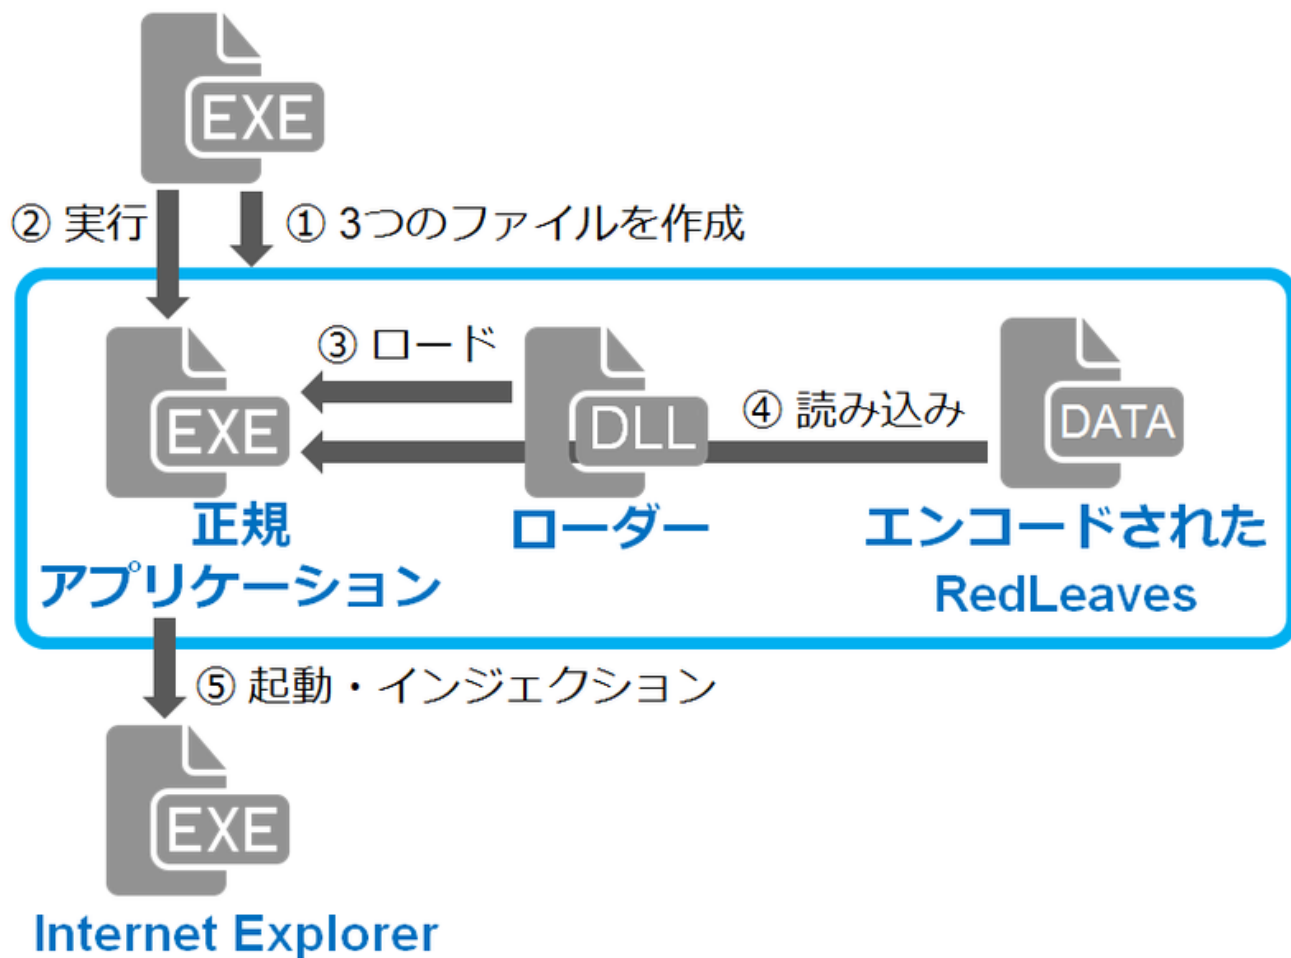 EXE
② 実行
① 3つのファイルを作成
③ ロード
④ 読み込み
EXE
DLL
DATA
正規
アプリケーション
ローダー
エンコードされた
RedLeaves
⑤ 起動・インジェクション
EXE
Internet Explorer